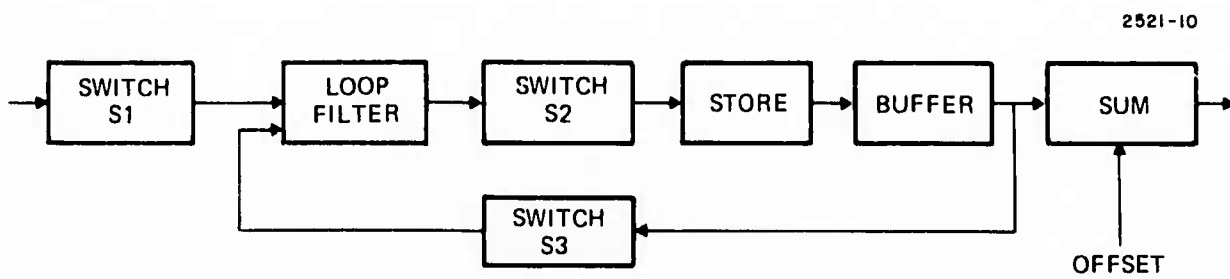 2521-10
SWITCH
S1
LOOP
FILTER
SWITCH
S2
STORE
BUFFER
SUM
SWITCH
S3
OFFSET